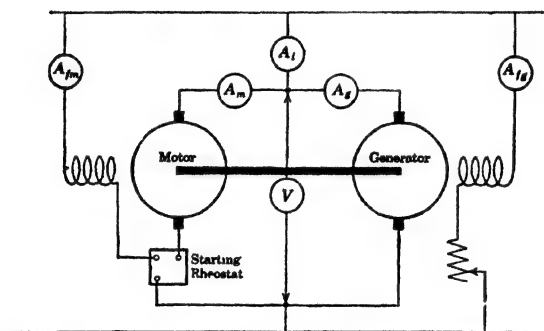 A_l
A_fm
A_fg
A_m
A_g
Motor
Generator
V
Starting
Rheostat